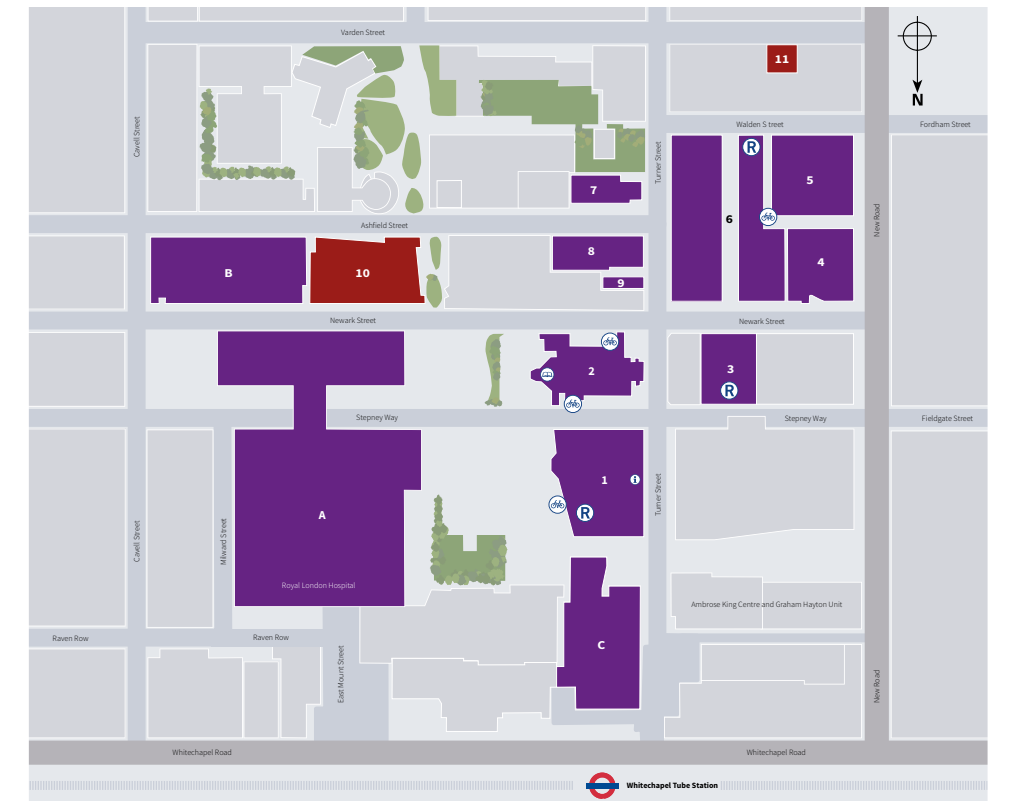 Varden Street
11
N
Walden S treet
Fordham Street
Cavell Street
Turner Street
R
5
7
6
New Road
Ashfield Street
B
10
8
9
4
Newark Street
Newark Street
2
3
R
Stepney Way
Stepney Way
Fieldgate Street
1
i
R
A
Cavell Street
Milward Street
Turner Street
Royal London Hospital
Ambrose King Centre and Graham Hayton Unit
Raven Row
Raven Row
C
East Mount Street
New Road
Whitechapel Road
Whitechapel Road
Whitechapel Tube Station